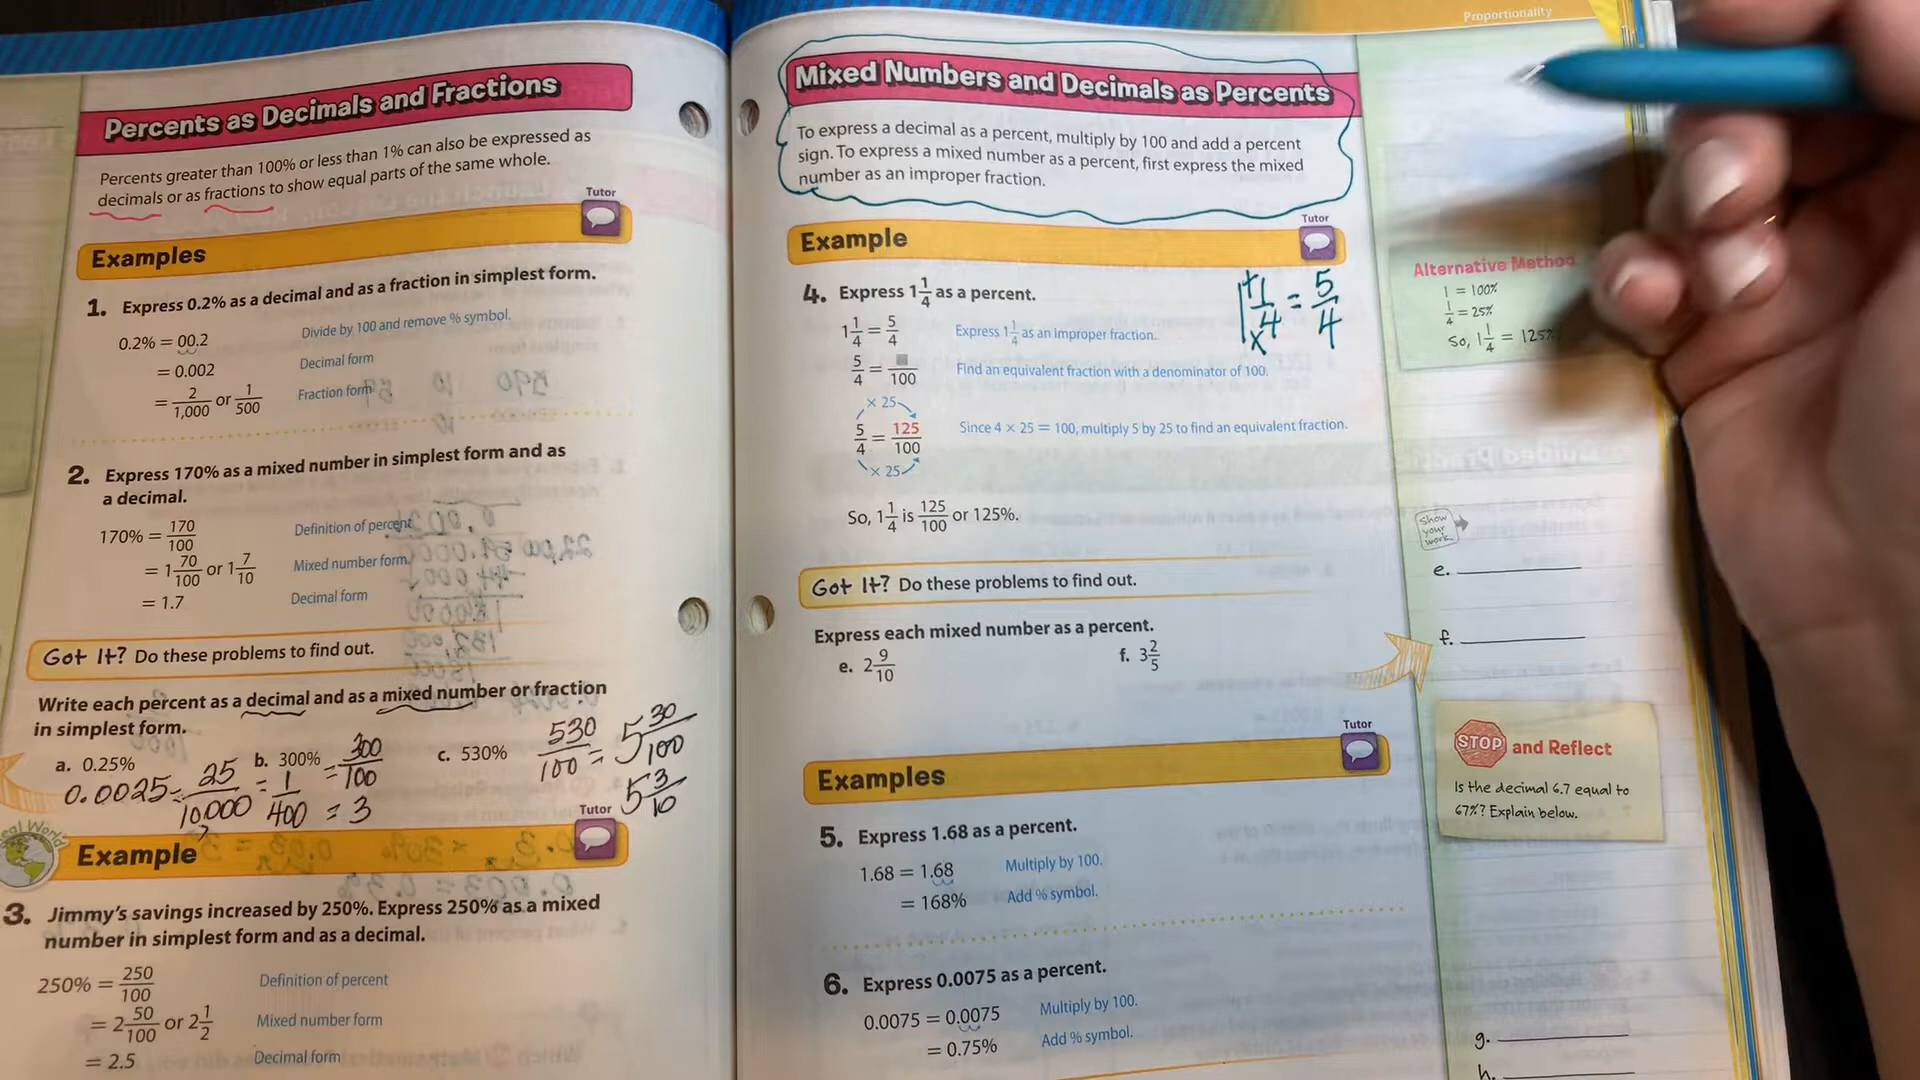 Proportionality
Percents as Decimals and Fractions
Percents greater than 100% or less than 1% can also be expressed as
decimals or as fractions to show equal parts of the same whole.
Tutor
Examples
1. Express 0.2% as a decimal and as a fraction in simplest form.
0.2% = 00.2 Divide by 100 and remove % symbol.
= 0.002 Decimal form
= 2/1,000 or 1/500 Fraction form
2. Express 170% as a mixed number in simplest form and as
a decimal.
170% = 170/100 Definition of percent
= 1 70/100 or 1 7/10 Mixed number form
= 1.7 Decimal form
Got It? Do these problems to find out.
Write each percent as a decimal and as a mixed number or fraction
in simplest form.
a. 0.25% b. 300% = 300/100 c. 530% 530/100 = 5 30/100
0.0025 = 25/10000 = 1/400 = 3 5 3/10
Tutor
Real World
Example
3. Jimmy's savings increased by 250%. Express 250% as a mixed
number in simplest form and as a decimal.
250% = 250/100 Definition of percent
= 2 50/100 or 2 1/2 Mixed number form
= 2.5 Decimal form
Mixed Numbers and Decimals as Percents
To express a decimal as a percent, multiply by 100 and add a percent
sign. To express a mixed number as a percent, first express the mixed
number as an improper fraction.
Tutor
Example
4. Express 1 1/4 as a percent.
1 1/4 = 5/4 Express 1 1/4 as an improper fraction.
5/4 = ■/100 Find an equivalent fraction with a denominator of 100.
× 25
5/4 = 125/100 Since 4 × 25 = 100, multiply 5 by 25 to find an equivalent fraction.
× 25
So, 1 1/4 is 125/100 or 125%.
1 + 1/4 x = 5/4
Got It? Do these problems to find out.
Express each mixed number as a percent.
e. 2 9/10 f. 3 2/5
Tutor
Examples
5. Express 1.68 as a percent.
1.68 = 1.68 Multiply by 100.
= 168% Add % symbol.
6. Express 0.0075 as a percent.
0.0075 = 0.0075 Multiply by 100.
= 0.75% Add % symbol.
Alternative Method
1 = 100%
1/4 = 25%
So, 1 1/4 = 125%
Show
your
work.
e.
f.
STOP and Reflect
Is the decimal 6.7 equal to
67%? Explain below.
g.
h.